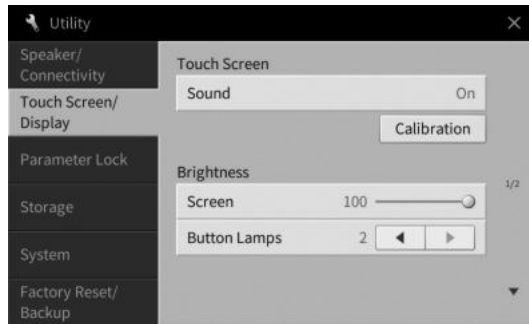 Utility
Speaker/
Connectivity
Touch Screen/
Display
Parameter Lock
Storage
System
Factory Reset/
Backup
Touch Screen
Sound On
Calibration
Brightness
Screen 100
Button Lamps 2
1/2